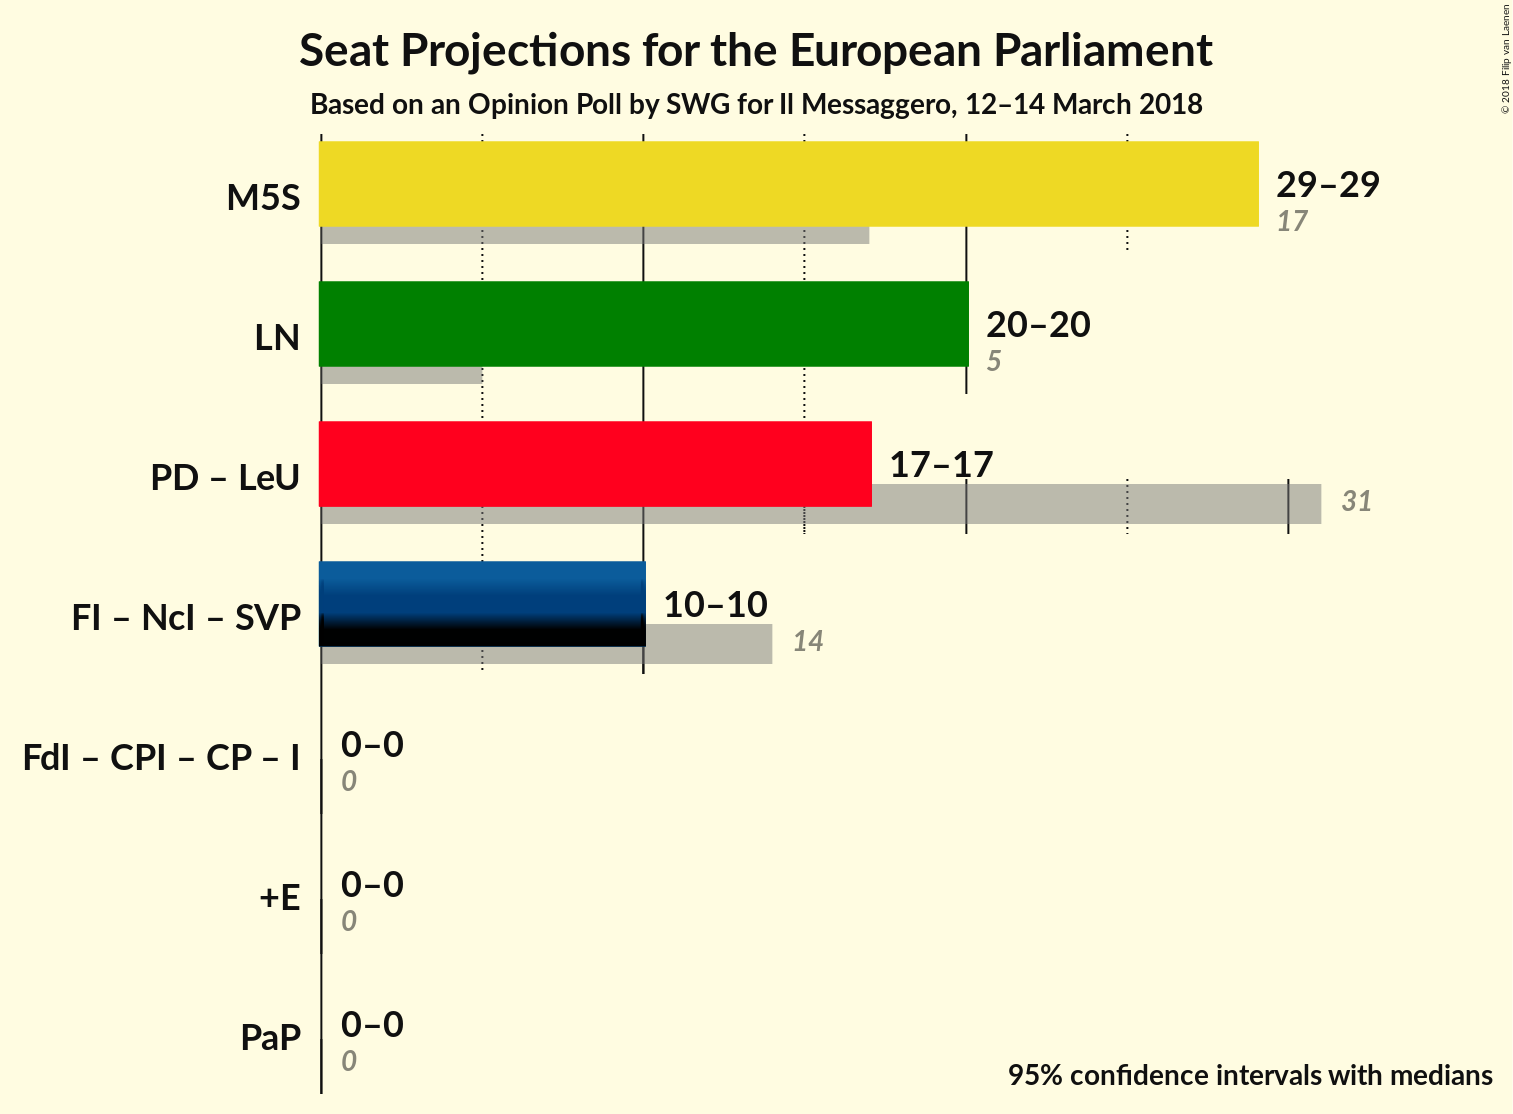 Seat Projections for the European Parliament
Based on an Opinion Poll by SWG for Il Messaggero, 12–14 March 2018
© 2018 Filip van Laenen
M5S
29–29
17
LN
20–20
5
PD – LeU
17–17
31
FI – NcI – SVP
10–10
14
FdI – CPI – CP – I
0–0
0
+E
0–0
0
PaP
0–0
0
95% confidence intervals with medians